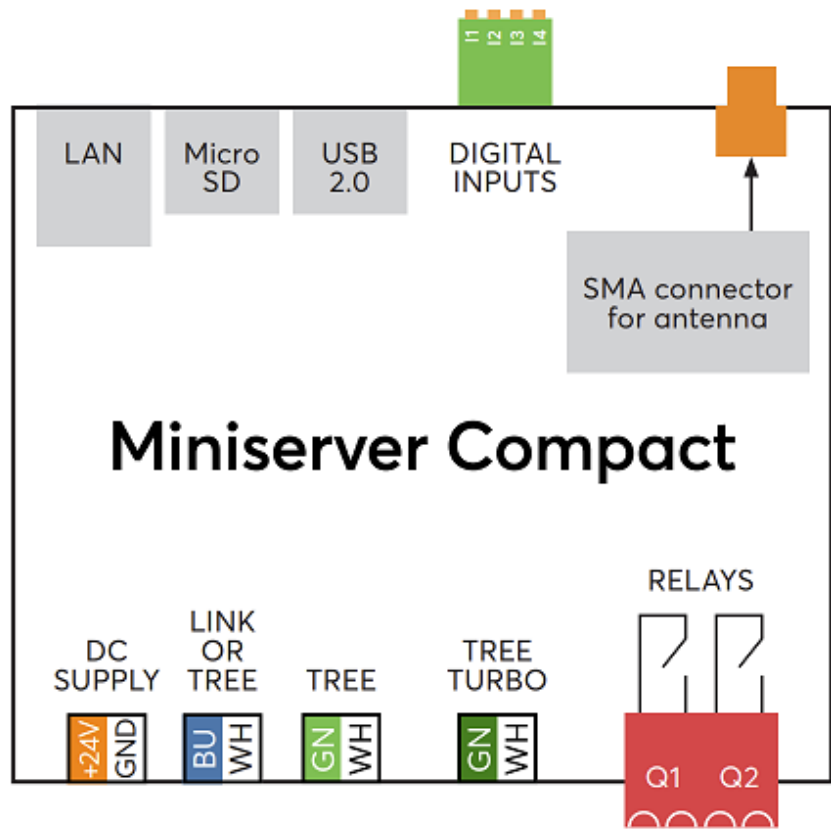 I1 I2 I3 I4
LAN
Micro
SD
USB
2.0
DIGITAL
INPUTS
SMA connector
for antenna
Miniserver Compact
DC
SUPPLY
LINK
OR
TREE
TREE
TREE
TURBO
RELAYS
+24V GND
BU WH
GN WH
GN WH
Q1 Q2